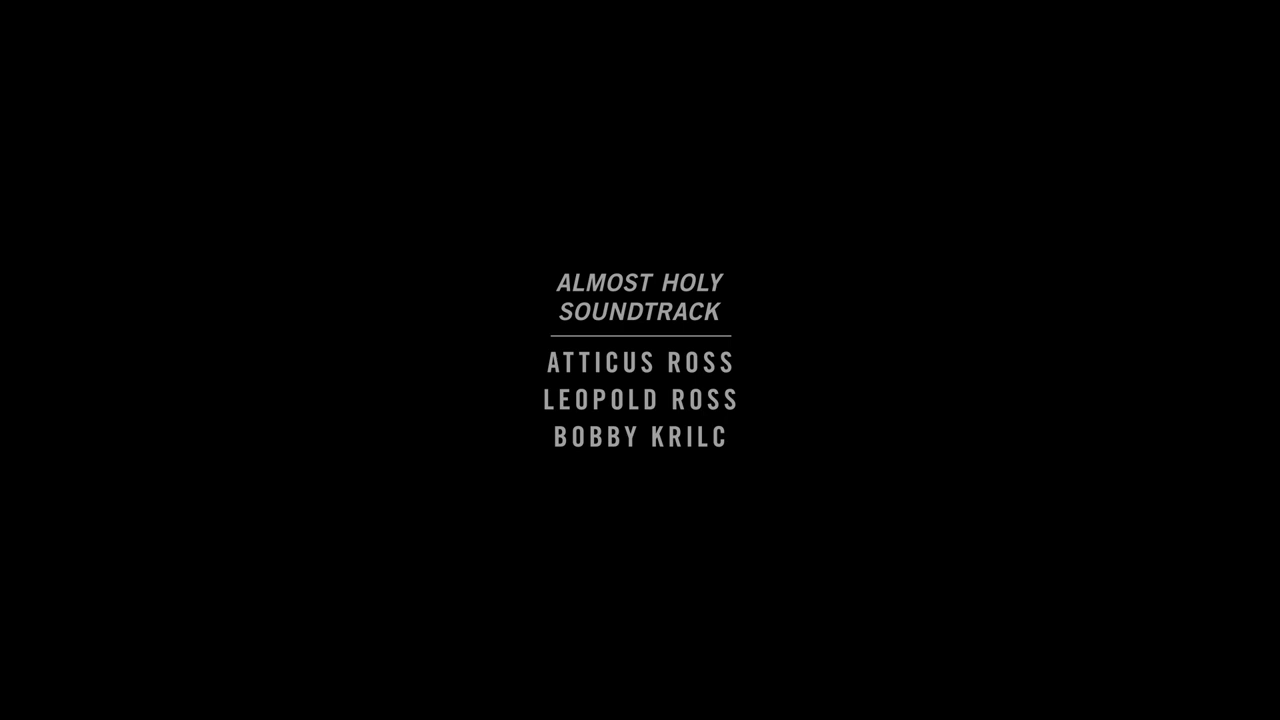 ALMOST HOLY
SOUNDTRACK
ATTICUS ROSS
LEOPOLD ROSS
BOBBY KRILC